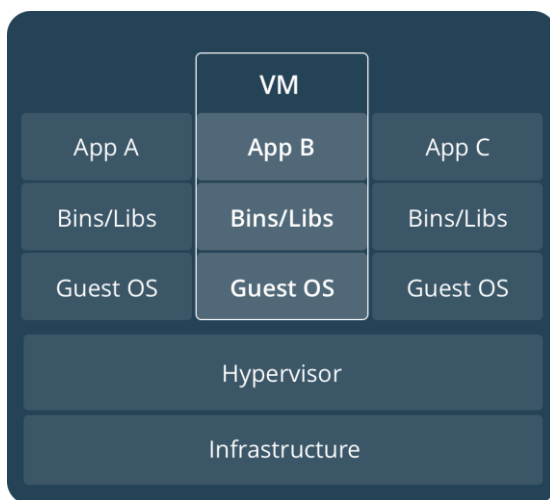 VM
App A App B App C
Bins/Libs Bins/Libs Bins/Libs
Guest OS Guest OS Guest OS
Hypervisor
Infrastructure